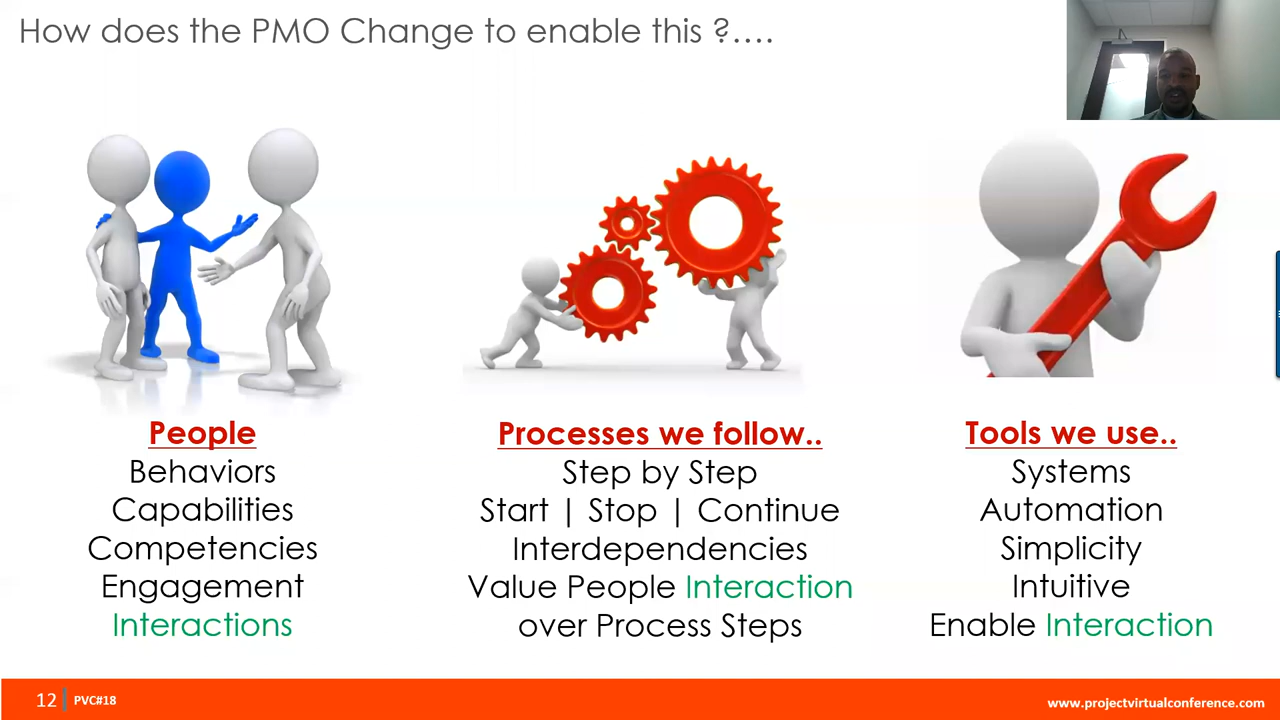 How does the PMO Change to enable this ?....
People
Behaviors
Capabilities
Competencies
Engagement
Interactions
Processes we follow..
Step by Step
Start | Stop | Continue
Interdependencies
Value People Interaction
over Process Steps
Tools we use..
Systems
Automation
Simplicity
Intuitive
Enable Interaction
12 | PVC#18
www.projectvirtualconference.com